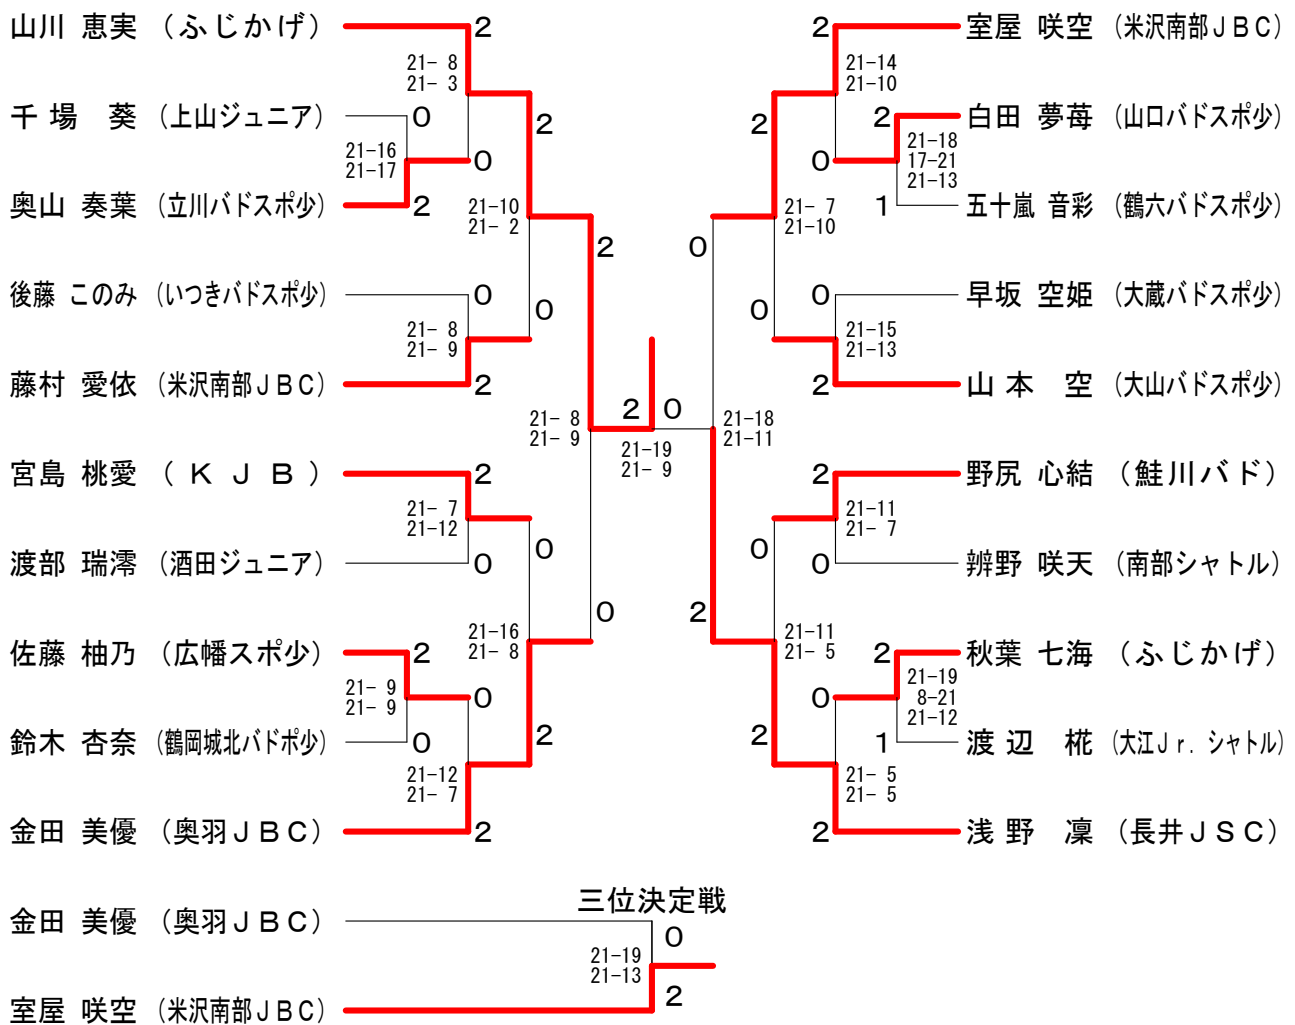 山川 恵実 (ふじかげ) 2 2 室屋 咲空 (米沢南部JBC)
21- 8 21-14
21- 3 21-10
千 場 葵 (上山ジュニア) 0 2 2 2 白田 夢苺 (山口バドスポ少)
21-16 21-18
21-17 0 0 17-21
21-13
奥山 奏葉 (立川バドスポ少) 2 21-10 21- 7 1 五十嵐 音彩 (鶴六バドスポ少)
21- 2 21-10
2 0
後藤 このみ (いつきバドスポ少) 0 0 0 0 早坂 空姫 (大蔵バドスポ少)
21- 8 21-15
21- 9 21-13
藤村 愛依 (米沢南部JBC) 2 2 山 本 空 (大山バドスポ少)
21- 8 2 0 21-18
21- 9 21-19 21-11
21- 9
宮島 桃愛 (KJB) 2 2 野尻 心結 (鮭川バド)
21- 7 21-11
21-12 21- 7
渡部 瑞澪 (酒田ジュニア) 0 0 0 0 辨野 咲天 (南部シャトル)
0 2
21-16 21-11
21- 8 21- 5
佐藤 柚乃 (広幡スポ少) 2 2 秋葉 七海 (ふじかげ)
21- 9 0 0 21-19
21- 9 8-21
21-12
鈴木 杏奈 (鶴岡城北バドポ少) 0 2 2 1 渡 辺 椛 (大江Jr. シャトル)
21-12 21- 5
21- 7 21- 5
金田 美優 (奥羽JBC) 2 2 浅 野 凜 (長井JSC)
三位決定戦
金田 美優 (奥羽JBC) 0
21-19
21-13
室屋 咲空 (米沢南部JBC) 2